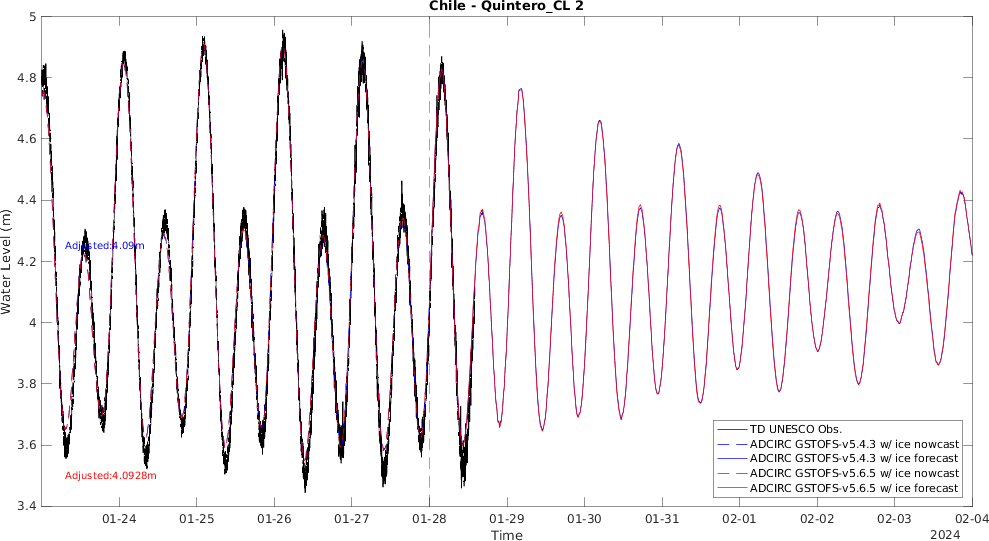 Chile - Quintero_CL 2
Water Level (m)
5
4.8
4.6
4.4
4.2
4
3.8
3.6
3.4
Adjusted:4.09m
Adjusted:4.0928m
TD UNESCO Obs.
ADCIRC GSTOFS-v5.4.3 w/ ice nowcast
ADCIRC GSTOFS-v5.4.3 w/ ice forecast
ADCIRC GSTOFS-v5.6.5 w/ ice nowcast
ADCIRC GSTOFS-v5.6.5 w/ ice forecast
01-24 01-25 01-26 01-27 01-28 01-29 01-30 01-31 02-01 02-02 02-03 02-04
Time
2024